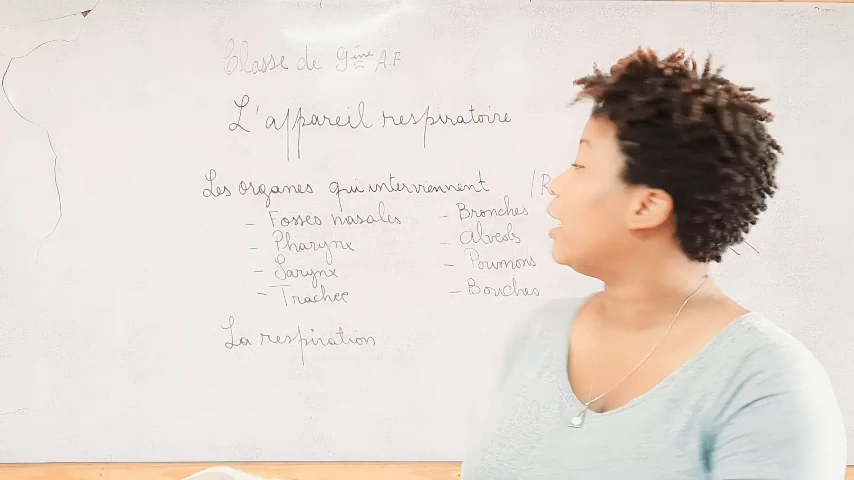 Classe de 9ème A.F
L'appareil respiratoire
Les organes qui interviennent /R
- Fosses nasales
- Pharynx
- Larynx
- Trachée
- Bronches
- Alvéols
- Poumons
- Bouches
La respiration